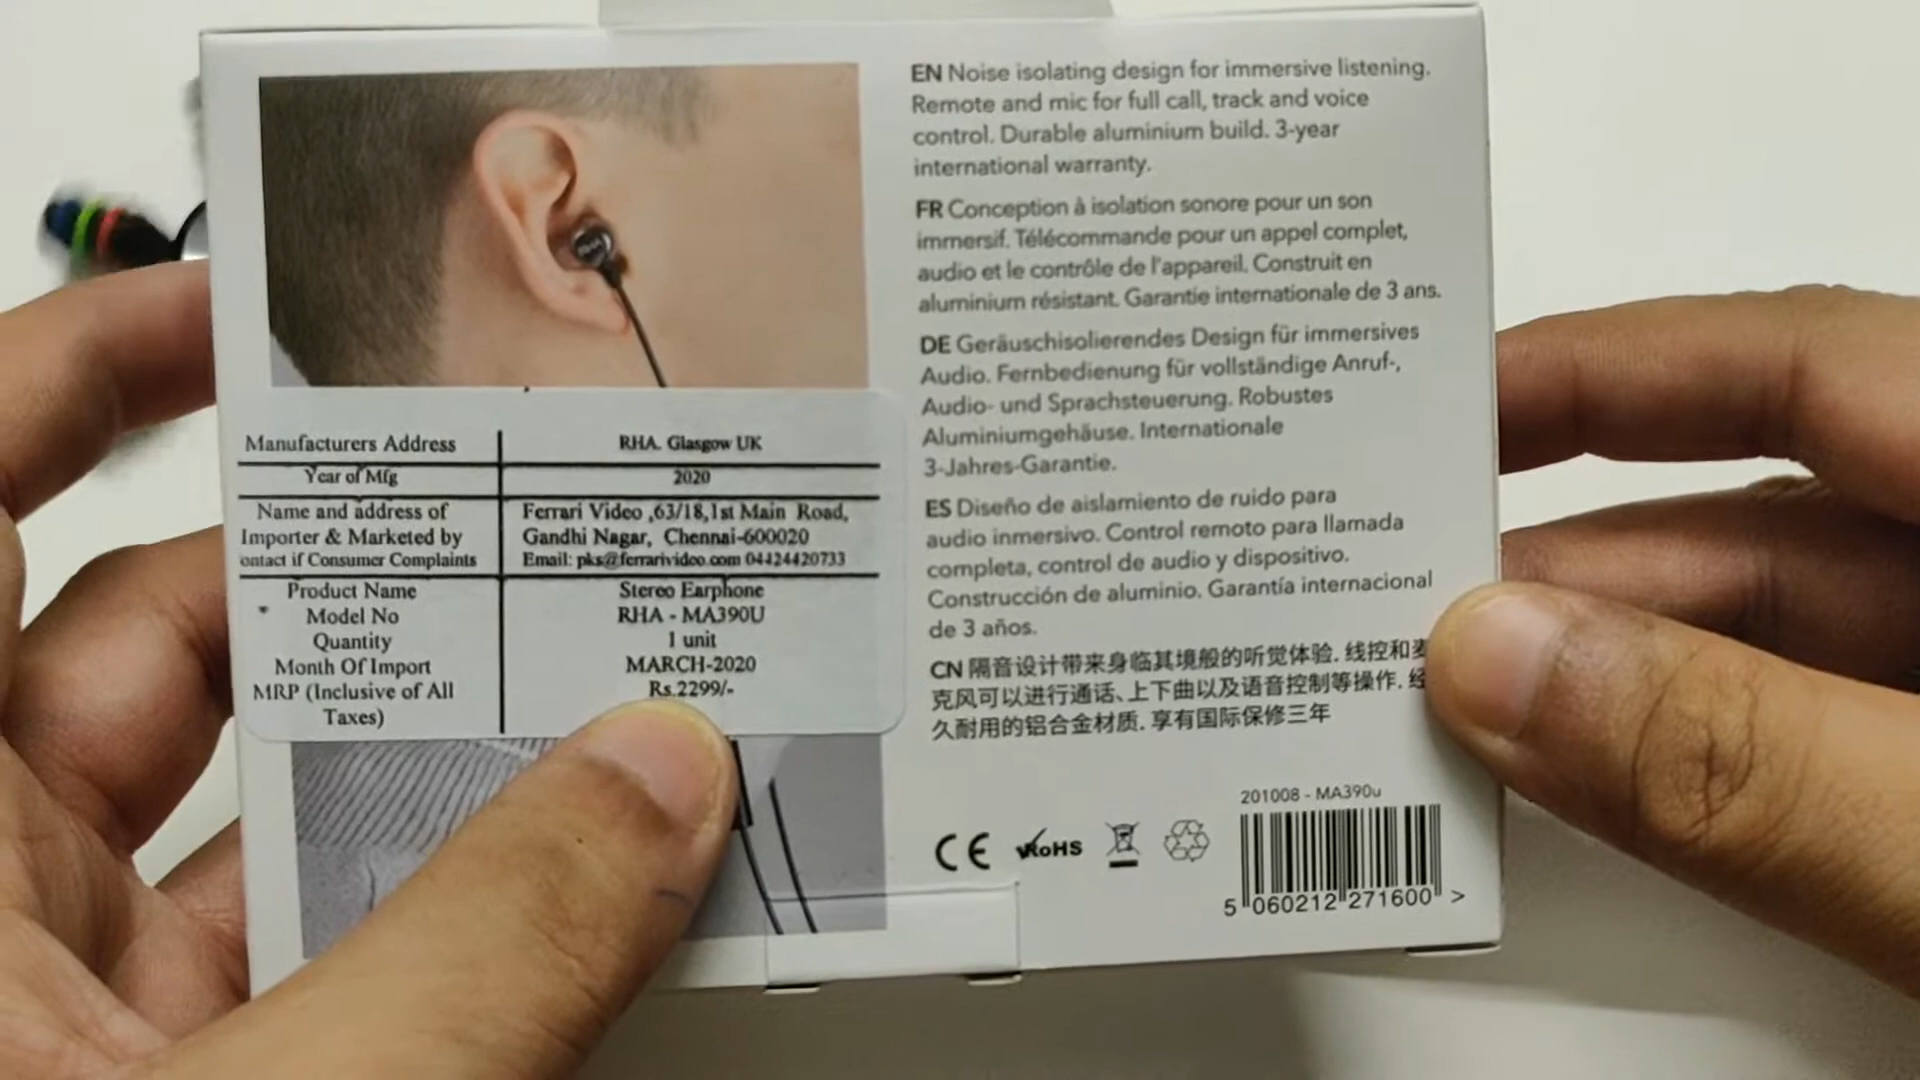 RHA
Manufacturers Address RHA. Glasgow UK
Year of Mfg 2020
Name and address of
Importer & Marketed by
ontact if Consumer Complaints
Ferrari Video ,63/18,1st Main Road,
Gandhi Nagar, Chennai-600020
Email: pks@ferrarivideo.com 04424420733
Product Name Stereo Earphone
Model No RHA - MA390U
Quantity 1 unit
Month Of Import MARCH-2020
MRP (Inclusive of All Rs.2299/-
Taxes)
EN Noise isolating design for immersive listening.
Remote and mic for full call, track and voice
control. Durable aluminium build. 3-year
international warranty.
FR Conception à isolation sonore pour un son
immersif. Télécommande pour un appel complet,
audio et le contrôle de l'appareil. Construit en
aluminium résistant. Garantie internationale de 3 ans.
DE Geräuschisolierendes Design für immersives
Audio. Fernbedienung für vollständige Anruf-,
Audio- und Sprachsteuerung. Robustes
Aluminiumgehäuse. Internationale
3-Jahres-Garantie.
ES Diseño de aislamiento de ruido para
audio inmersivo. Control remoto para llamada
completa, control de audio y dispositivo.
Construcción de aluminio. Garantía internacional
de 3 años.
CN 隔音设计带来身临其境般的听觉体验. 线控和麦
克风可以进行通话、上下曲以及语音控制等操作. 经
久耐用的铝合金材质. 享有国际保修三年
201008 - MA390u
CE RoHS
5 060212 271600 >